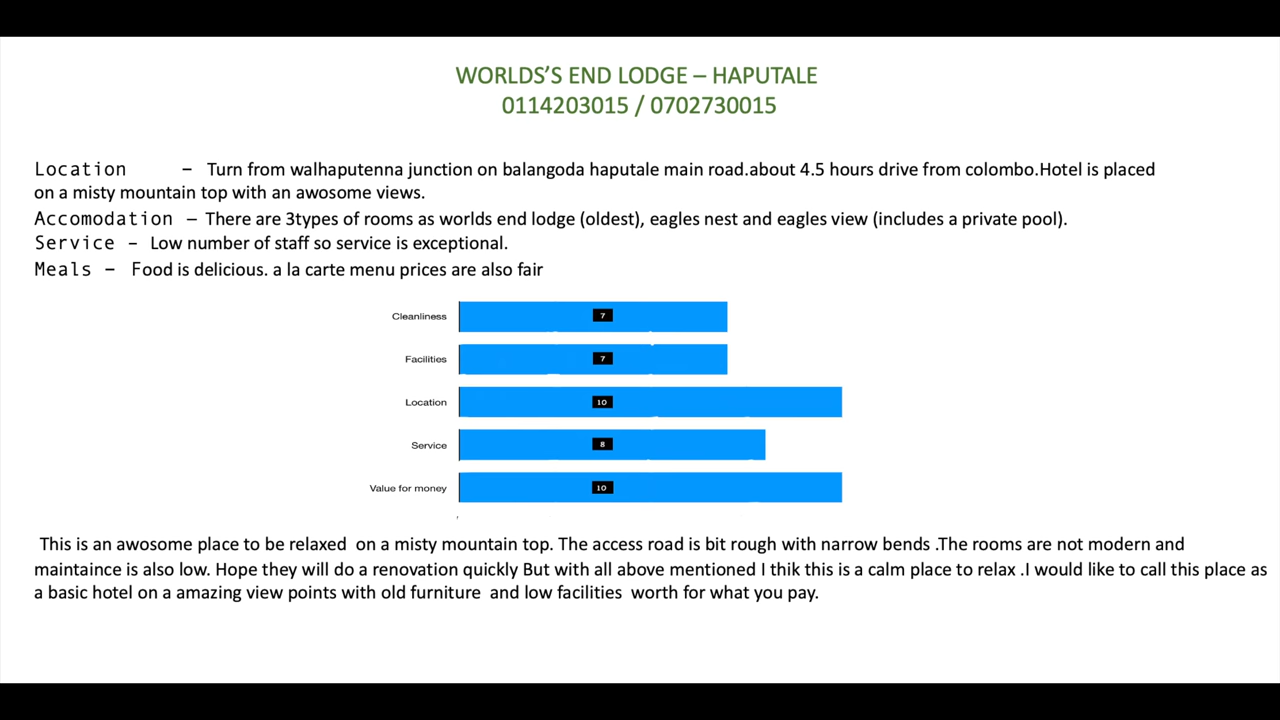 WORLDS’S END LODGE – HAPUTALE
0114203015 / 0702730015
Location – Turn from walhaputenna junction on balangoda haputale main road.about 4.5 hours drive from colombo.Hotel is placed
on a misty mountain top with an awosome views.
Accomodation – There are 3types of rooms as worlds end lodge (oldest), eagles nest and eagles view (includes a private pool).
Service – Low number of staff so service is exceptional.
Meals – Food is delicious. a la carte menu prices are also fair
Cleanliness 7
Facilities 7
Location 10
Service 8
Value for money 10
This is an awosome place to be relaxed on a misty mountain top. The access road is bit rough with narrow bends .The rooms are not modern and
maintaince is also low. Hope they will do a renovation quickly But with all above mentioned I thik this is a calm place to relax .I would like to call this place as
a basic hotel on a amazing view points with old furniture and low facilities worth for what you pay.